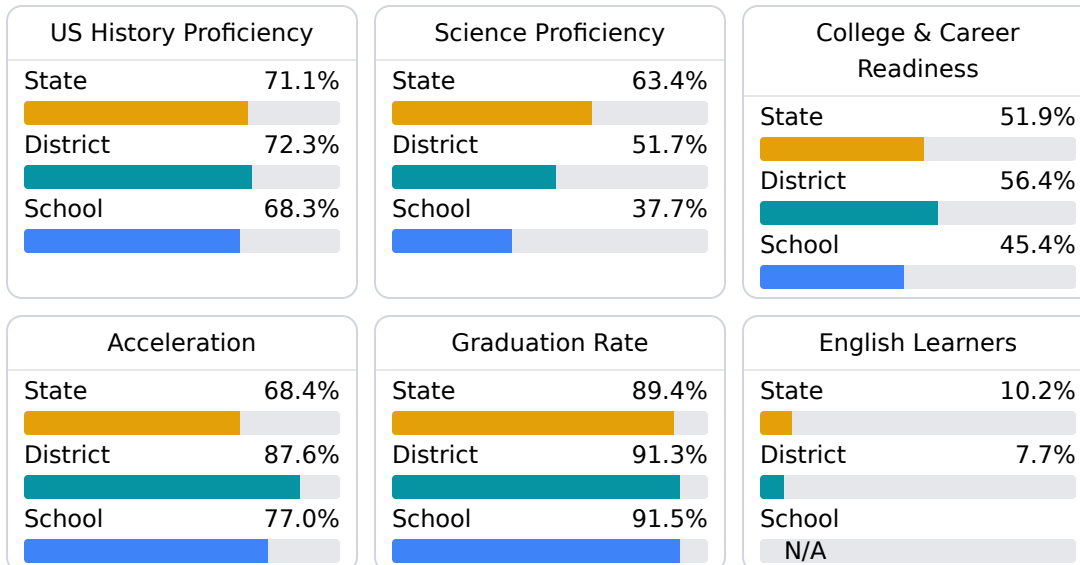 US History Proficiency
State 71.1%
District 72.3%
School 68.3%
Science Proficiency
State 63.4%
District 51.7%
School 37.7%
College & Career
Readiness
State 51.9%
District 56.4%
School 45.4%
Acceleration
State 68.4%
District 87.6%
School 77.0%
Graduation Rate
State 89.4%
District 91.3%
School 91.5%
English Learners
State 10.2%
District 7.7%
School
N/A